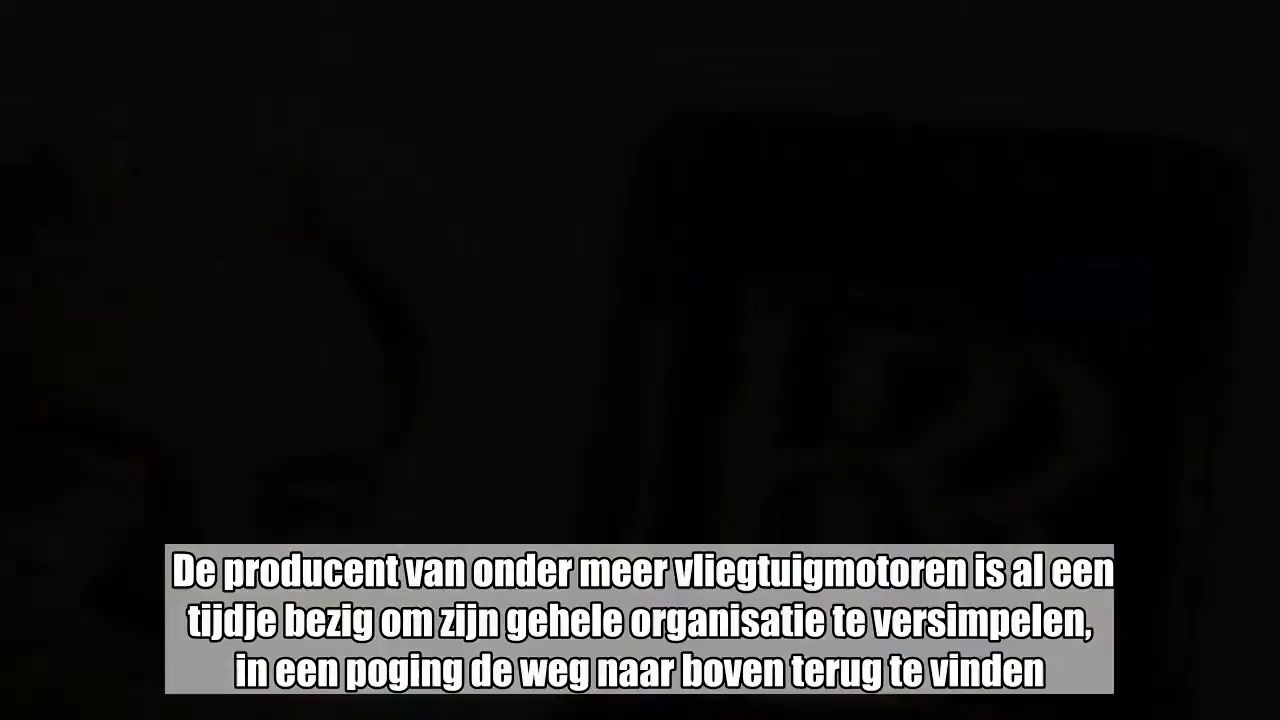 De producent van onder meer vliegtuigmotoren is al een
tijdje bezig om zijn gehele organisatie te versimpelen,
in een poging de weg naar boven terug te vinden